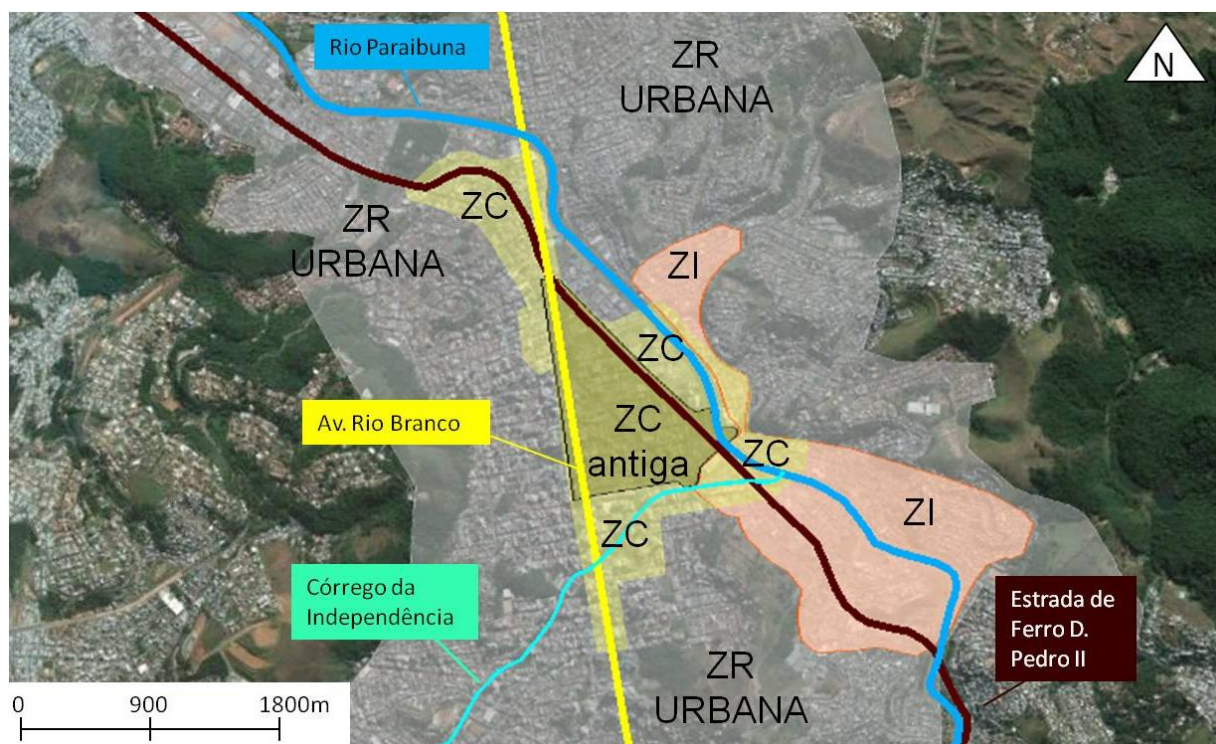 Rio Paraibuna
ZR
URBANA
N
ZC
ZR
URBANA
ZI
ZC
Av. Rio Branco
ZC
antiga
ZC
ZI
ZC
Córrego da
Independência
Estrada de
Ferro D.
Pedro II
ZR
URBANA
0 900 1800m